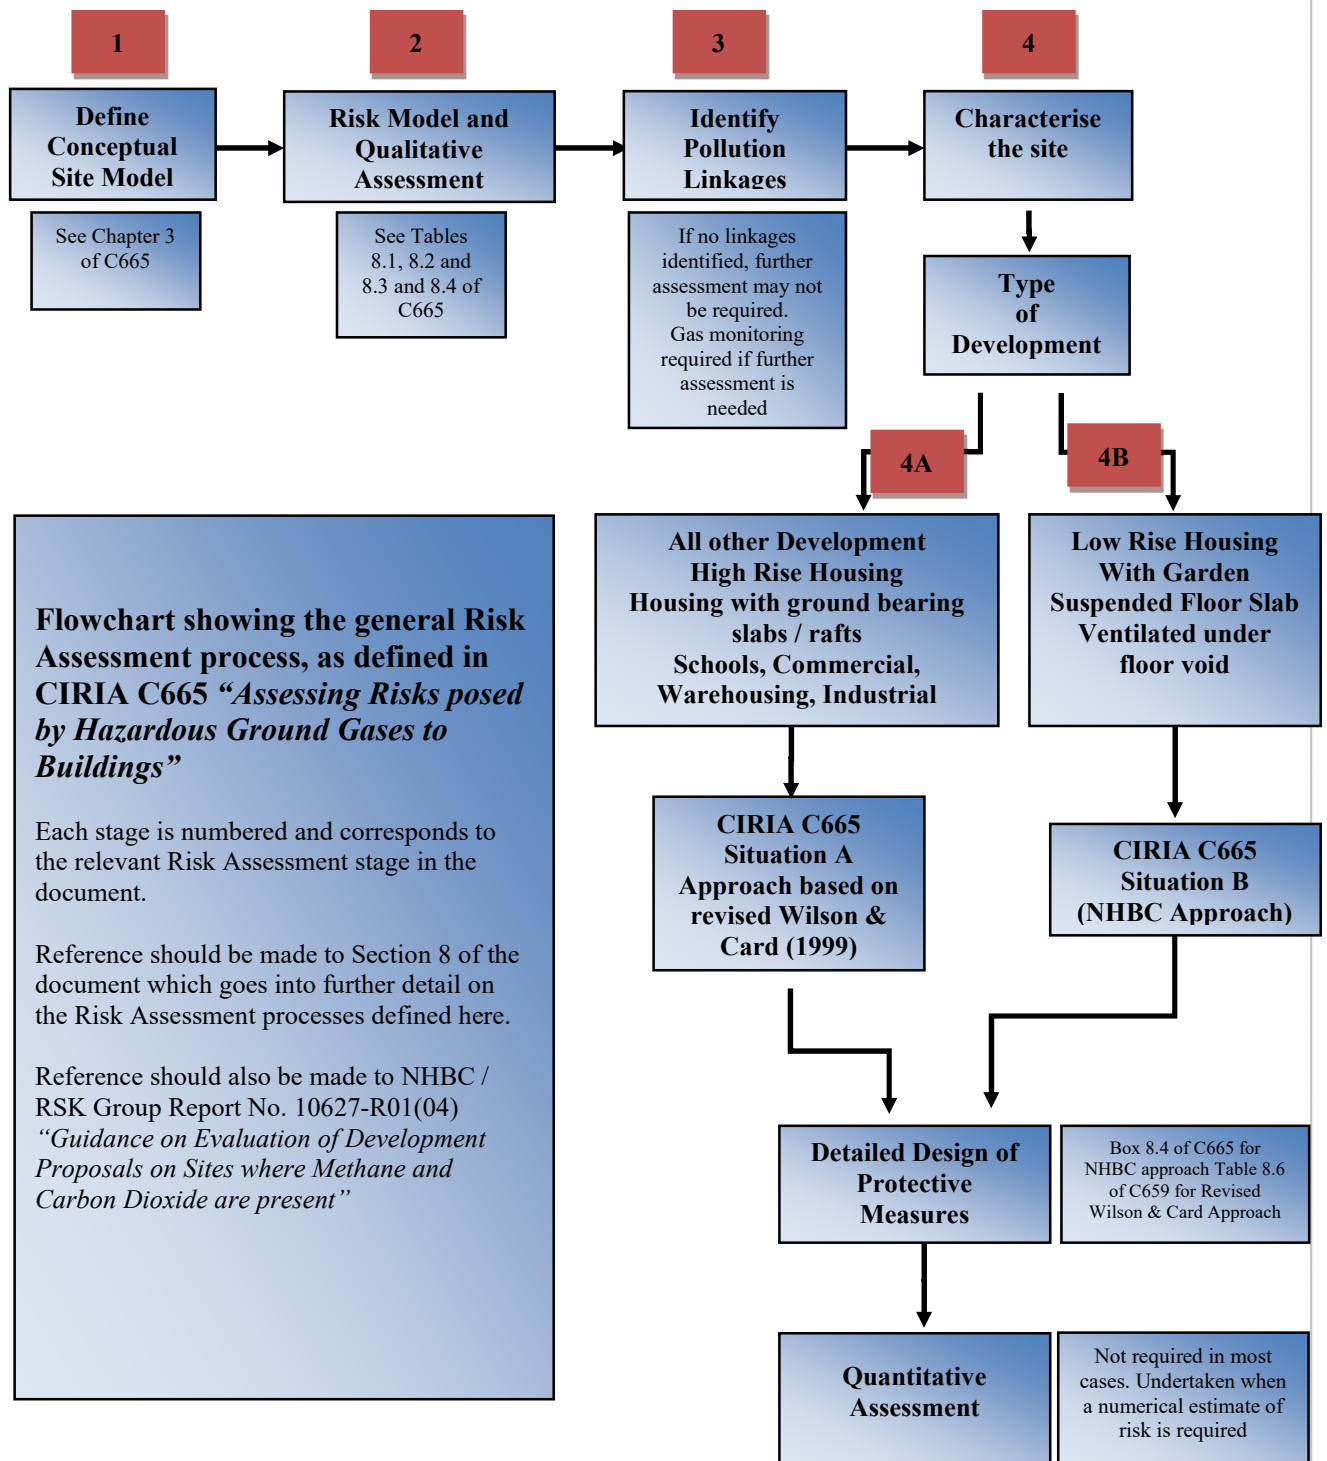 1
2
3
4
Define
Conceptual
Site Model
Risk Model and
Qualitative
Assessment
Identify
Pollution
Linkages
Characterise
the site
See Chapter 3
of C665
See Tables
8.1, 8.2 and
8.3 and 8.4 of
C665
If no linkages
identified, further
assessment may not
be required.
Gas monitoring
required if further
assessment is
needed
Type
of
Development
4A
4B
All other Development
High Rise Housing
Housing with ground bearing
slabs / rafts
Schools, Commercial,
Warehousing, Industrial
Low Rise Housing
With Garden
Suspended Floor Slab
Ventilated under
floor void
Flowchart showing the general Risk
Assessment process, as defined in
CIRIA C665 “Assessing Risks posed
by Hazardous Ground Gases to
Buildings”
Each stage is numbered and corresponds to
the relevant Risk Assessment stage in the
document.
Reference should be made to Section 8 of the
document which goes into further detail on
the Risk Assessment processes defined here.
Reference should also be made to NHBC /
RSK Group Report No. 10627-R01(04)
“Guidance on Evaluation of Development
Proposals on Sites where Methane and
Carbon Dioxide are present”
CIRIA C665
Situation A
Approach based on
revised Wilson &
Card (1999)
CIRIA C665
Situation B
(NHBC Approach)
Detailed Design of
Protective
Measures
Box 8.4 of C665 for
NHBC approach Table 8.6
of C659 for Revised
Wilson & Card Approach
Quantitative
Assessment
Not required in most
cases. Undertaken when
a numerical estimate of
risk is required